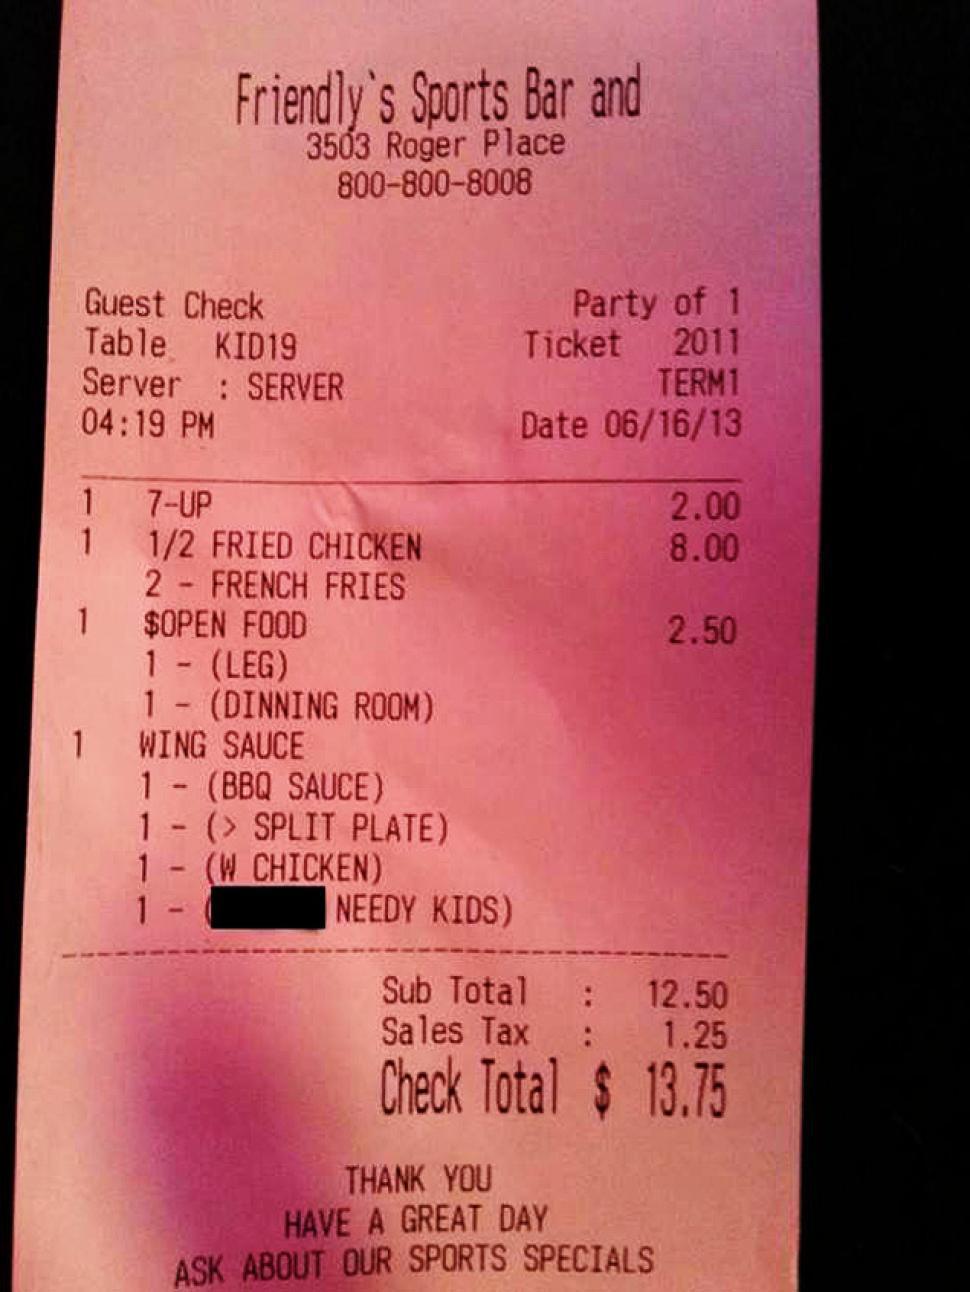 Friendly`s Sports Bar and
3503 Roger Place
800-800-8008
Guest Check Party of 1
Table KID19 Ticket 2011
Server : SERVER TERM1
04:19 PM Date 06/16/13
1 7-UP 2.00
1 1/2 FRIED CHICKEN 8.00
2 - FRENCH FRIES
1 $OPEN FOOD 2.50
1 - (LEG)
1 - (DINNING ROOM)
1 WING SAUCE
1 - (BBQ SAUCE)
1 - (> SPLIT PLATE)
1 - (W CHICKEN)
1 - ( NEEDY KIDS)
Sub Total : 12.50
Sales Tax : 1.25
Check Total $ 13.75
THANK YOU
HAVE A GREAT DAY
ASK ABOUT OUR SPORTS SPECIALS